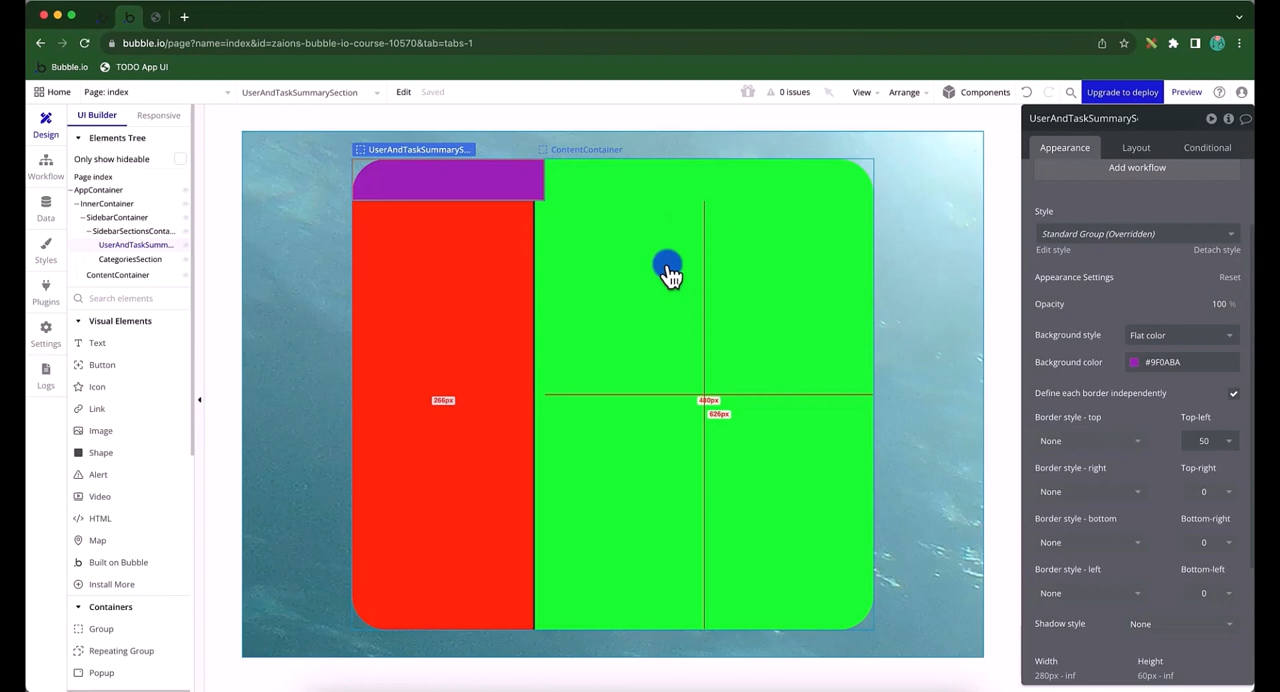 bubble.io/page?name=index&id=zaions-bubble-io-course-10570&tab=tabs-1
Bubble.io
TODO App UI
Home
Page: index
UserAndTaskSummarySection
Edit
Saved
0 issues
View
Arrange
Components
Upgrade to deploy
Preview
Design
Workflow
Data
Styles
Plugins
Settings
Logs
UI Builder
Responsive
Elements Tree
Only show hideable
Page index
AppContainer
InnerContainer
SidebarContainer
SidebarSectionsConta...
UserAndTaskSumm...
CategoriesSection
ContentContainer
Search elements
Visual Elements
Text
Button
Icon
Link
Image
Shape
Alert
Video
HTML
Map
Built on Bubble
Install More
Containers
Group
Repeating Group
Popup
UserAndTaskSummaryS...
ContentContainer
266px
480px
626px
UserAndTaskSummaryS
Appearance
Layout
Conditional
Add workflow
Style
Standard Group (Overridden)
Edit style
Detach style
Appearance Settings
Reset
Opacity
100 %
Background style
Flat color
Background color
#9F0ABA
Define each border independently
Border style - top
Top-left
None
50
Border style - right
Top-right
None
0
Border style - bottom
Bottom-right
None
0
Border style - left
Bottom-left
None
0
Shadow style
None
Width
Height
280px - inf
60px - inf